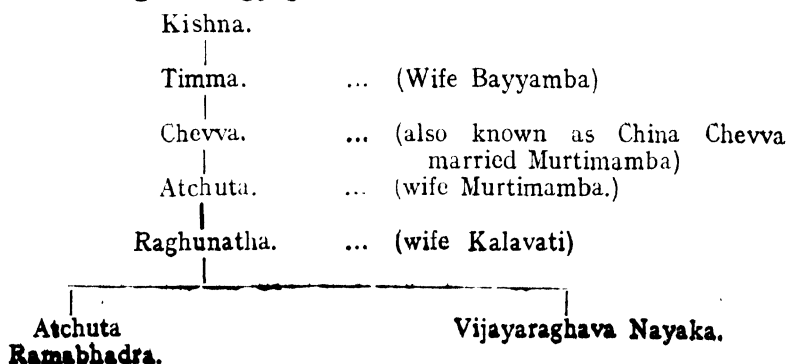 Kishna.
Timma. ... (Wife Bayyamba)
Chevva. ... (also known as China Chevva
married Murtimamba)
Atchuta. ... (wife Murtimamba.)
Raghunatha. ... (wife Kalavati)
Atchuta Vijayaraghava Nayaka.
Ramabhadra.